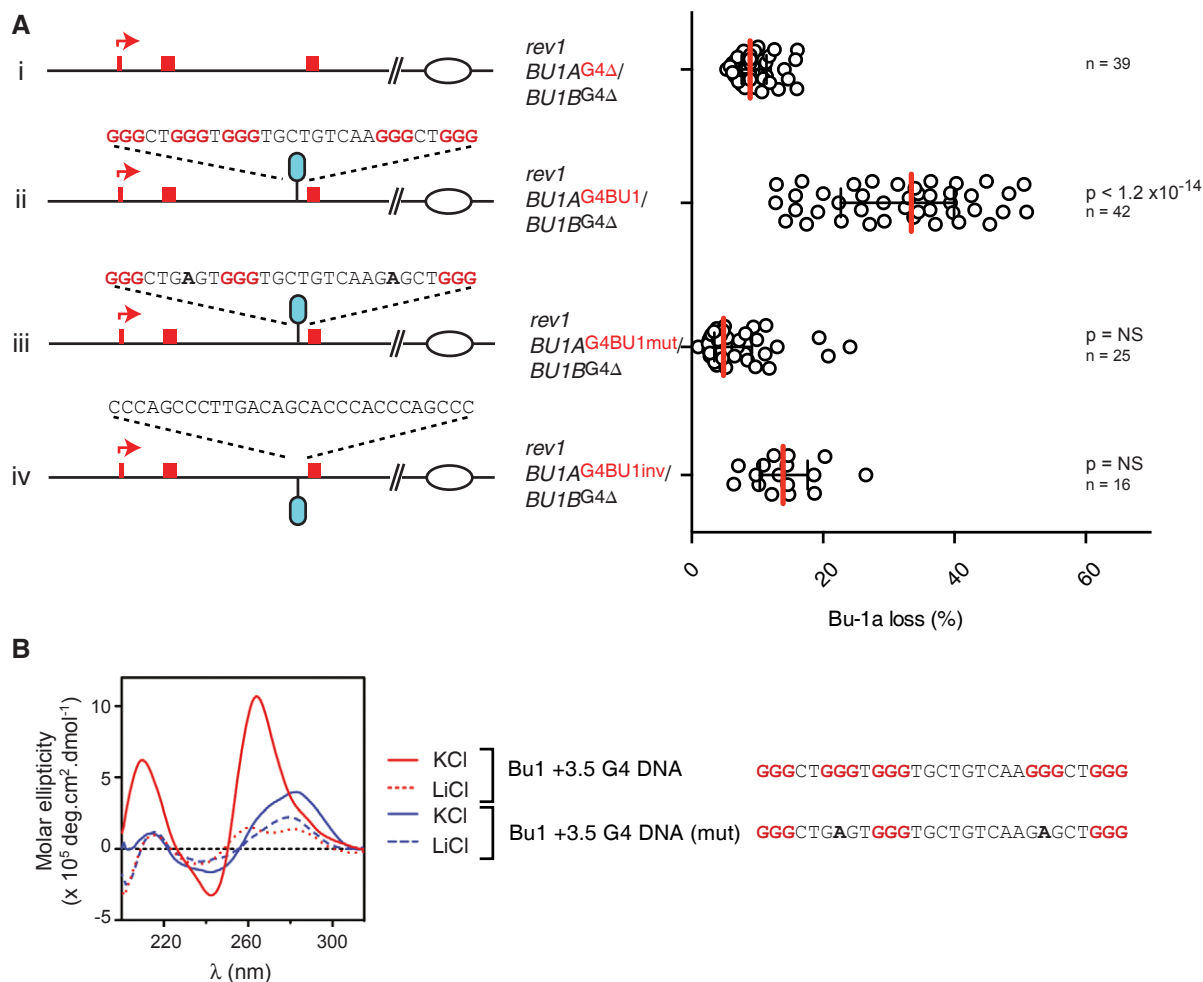 A
i
rev1
BU1AG4Δ/
BU1BG4Δ
n = 39
GGGCTGGGTGGGTGCTGTCAAGGGCTGGG
ii
rev1
BU1AG4BU1/
BU1BG4Δ
p < 1.2 x10-14
n = 42
GGGCTGAGTGGGTGCTGTCAAGAGCTGGG
iii
rev1
BU1AG4BU1mut/
BU1BG4Δ
p = NS
n = 25
CCCAGCCCTTGACAGCACCCACCCAGCCC
iv
rev1
BU1AG4BU1inv/
BU1BG4Δ
p = NS
n = 16
0 20 40 60
Bu-1a loss (%)
B
Molar ellipticity
(x 105 deg.cm2.dmol-1)
10
5
0
-5
220 260 300
λ (nm)
KCl
LiCl
Bu1 +3.5 G4 DNA
GGGCTGGGTGGGTGCTGTCAAGGGCTGGG
KCl
LiCl
Bu1 +3.5 G4 DNA (mut)
GGGCTGAGTGGGTGCTGTCAAGAGCTGGG